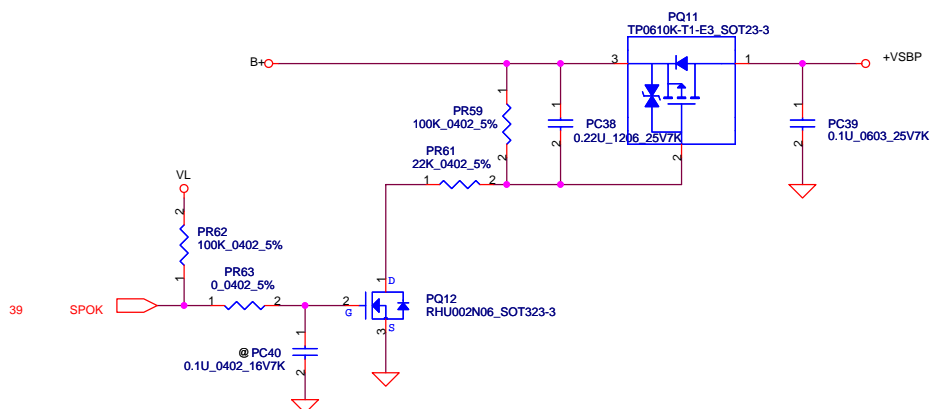 PQ11
TP0610K-T1-E3_SOT23-3
B+
3
1
+VSBP
1
PR59
100K_0402_5%
2
1
PC38
0.22U_1206_25V7K
2
1
PC39
0.1U_0603_25V7K
2
2
PR61
22K_0402_5%
1
2
VL
2
PR62
100K_0402_5%
1
PR63
0_0402_5%
1
2
39
SPOK
2
G
1
D
S
3
PQ12
RHU002N06_SOT323-3
1
@ PC40
0.1U_0402_16V7K
2